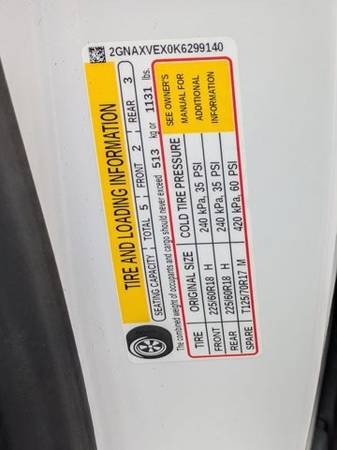 2GNAXVEX0K6299140
TIRE AND LOADING INFORMATION
SEATING CAPACITY | TOTAL 5 | FRONT 2 | REAR 3
The combined weight of occupants and cargo should never exceed 513 kg or 1131 lbs.
TIRE ORIGINAL SIZE COLD TIRE PRESSURE
FRONT 225/60R18 H 240 kPa, 35 PSI
REAR 225/60R18 H 240 kPa, 35 PSI
SPARE T125/70R17 M 420 kPa, 60 PSI
SEE OWNER'S
MANUAL FOR
ADDITIONAL
INFORMATION